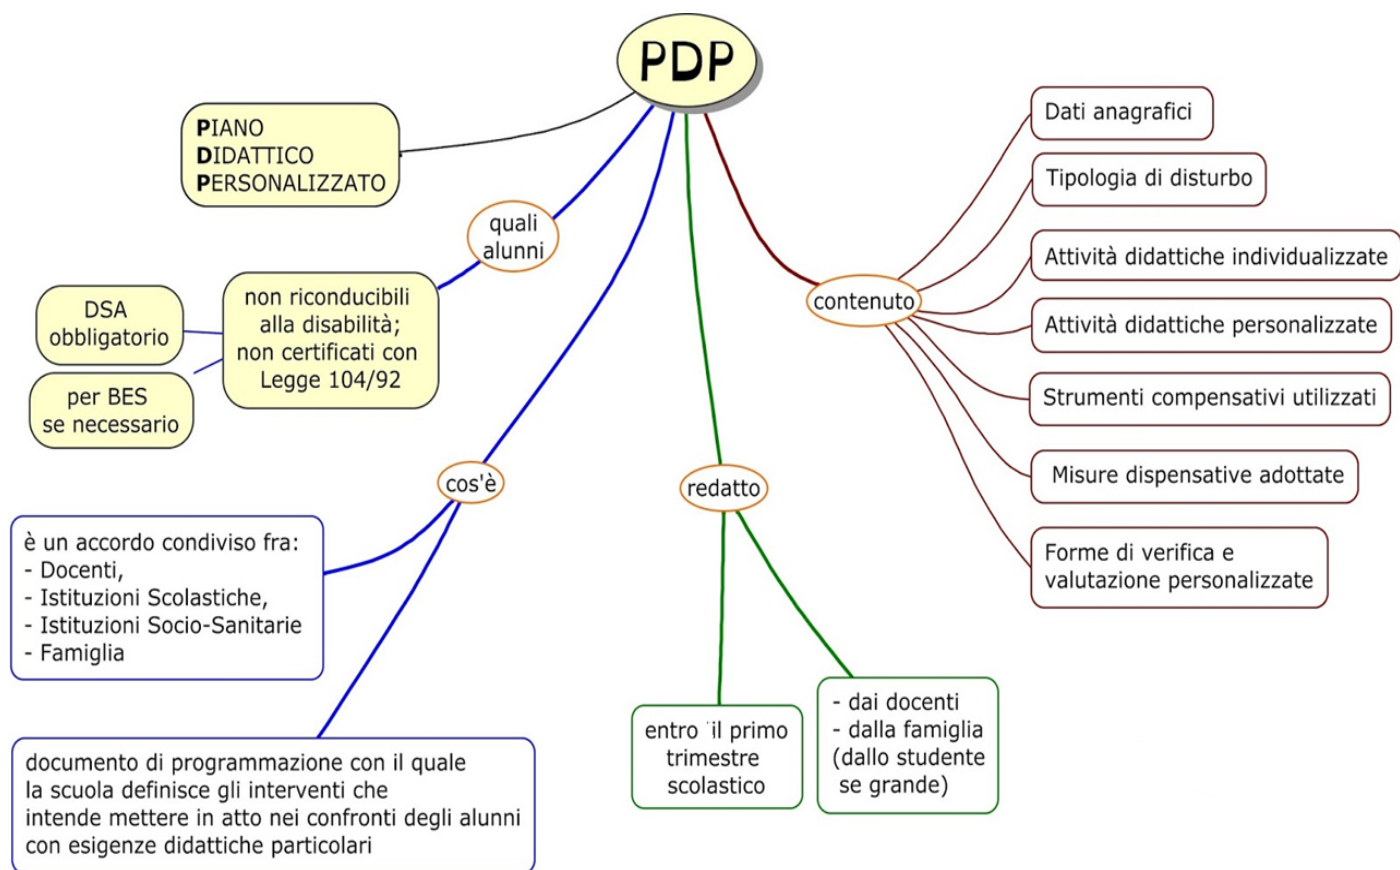 PDP
PIANO
DIDATTICO
PERSONALIZZATO
quali
alunni
non riconducibili
alla disabilità;
non certificati con
Legge 104/92
DSA
obbligatorio
per BES
se necessario
cos'è
è un accordo condiviso fra:
- Docenti,
- Istituzioni Scolastiche,
- Istituzioni Socio-Sanitarie
- Famiglia
documento di programmazione con il quale
la scuola definisce gli interventi che
intende mettere in atto nei confronti degli alunni
con esigenze didattiche particolari
redatto
entro il primo
trimestre
scolastico
- dai docenti
- dalla famiglia
(dallo studente
se grande)
contenuto
Dati anagrafici
Tipologia di disturbo
Attività didattiche individualizzate
Attività didattiche personalizzate
Strumenti compensativi utilizzati
Misure dispensative adottate
Forme di verifica e
valutazione personalizzate